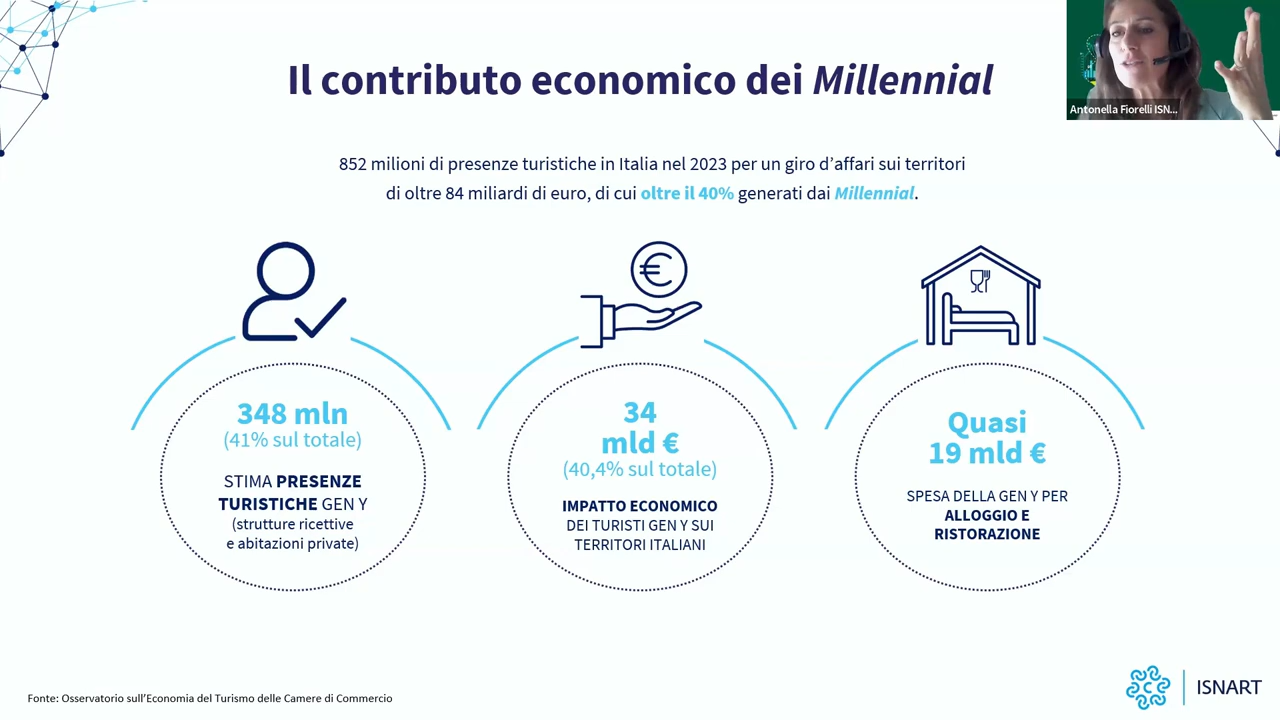 Il contributo economico dei Millennial
Antonella Fiorelli ISN...
852 milioni di presenze turistiche in Italia nel 2023 per un giro d’affari sui territori
di oltre 84 miliardi di euro, di cui oltre il 40% generati dai Millennial.
348 mln
(41% sul totale)
STIMA PRESENZE
TURISTICHE GEN Y
(strutture ricettive
e abitazioni private)
34
mld €
(40,4% sul totale)
IMPATTO ECONOMICO
DEI TURISTI GEN Y SUI
TERRITORI ITALIANI
Quasi
19 mld €
SPESA DELLA GEN Y PER
ALLOGGIO E
RISTORAZIONE
Fonte: Osservatorio sull’Economia del Turismo delle Camere di Commercio
ISNART